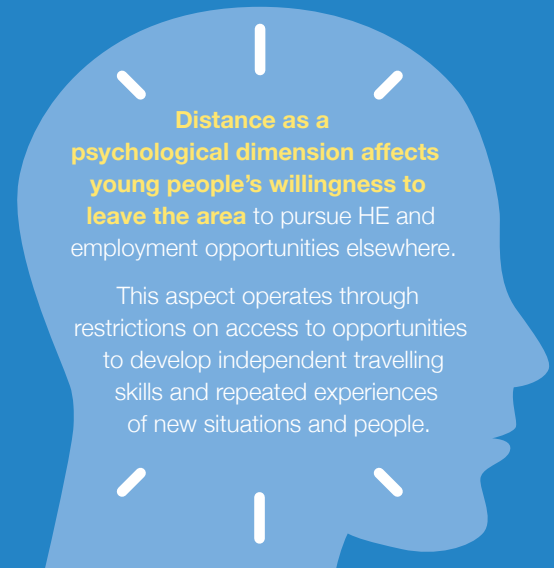 Distance as a
psychological dimension affects
young people's willingness to
leave the area to pursue HE and
employment opportunities elsewhere.
This aspect operates through
restrictions on access to opportunities
to develop independent travelling
skills and repeated experiences
of new situations and people.